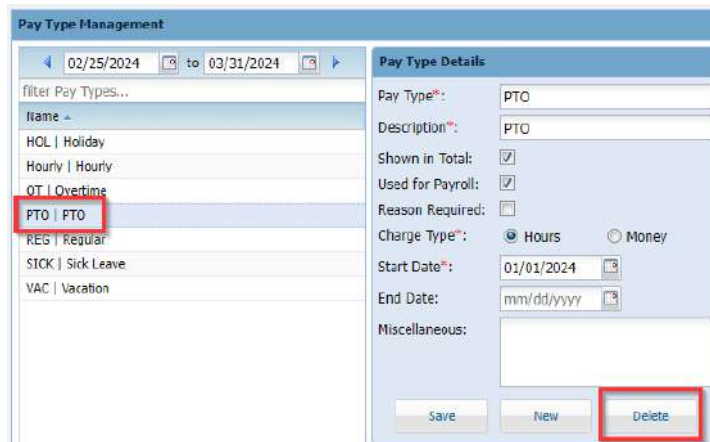 Pay Type Management
02/25/2024 to 03/31/2024
filter Pay Types...
Name
HOL | Holiday
Hourly | Hourly
OT | Overtime
PTO | PTO
REG | Regular
SICK | Sick Leave
VAC | Vacation
Pay Type Details
Pay Type*: PTO
Description*: PTO
Shown in Total:
Used for Payroll:
Reason Required:
Charge Type*: Hours Money
Start Date*: 01/01/2024
End Date: mm/dd/yyyy
Miscellaneous:
Save New Delete